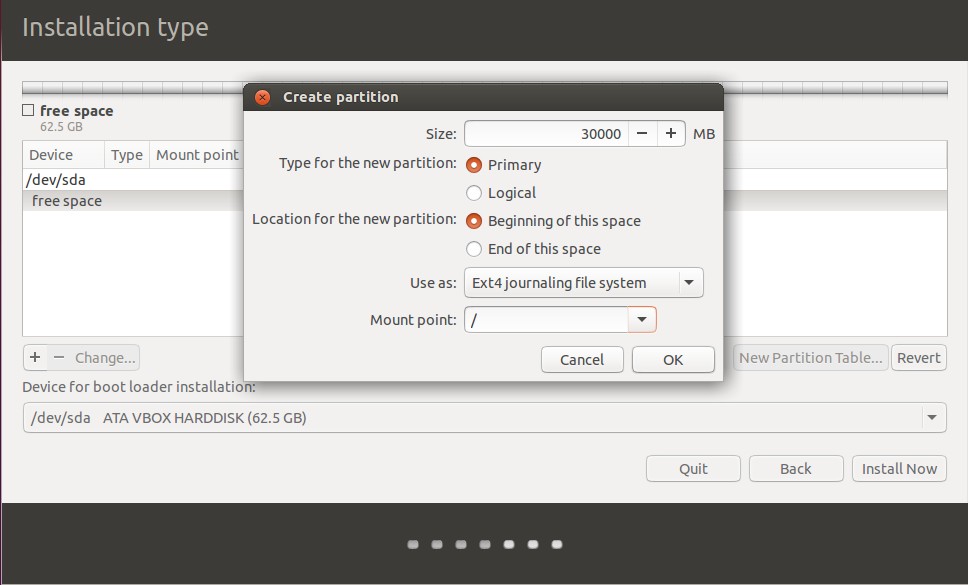 Installation type
free space
62.5 GB
Device Type Mount point
/dev/sda
free space
Create partition
Size: 30000 − + MB
Type for the new partition: Primary
Logical
Location for the new partition: Beginning of this space
End of this space
Use as: Ext4 journaling file system
Mount point: /
Cancel OK
+ − Change... New Partition Table... Revert
Device for boot loader installation:
/dev/sda ATA VBOX HARDDISK (62.5 GB)
Quit Back Install Now